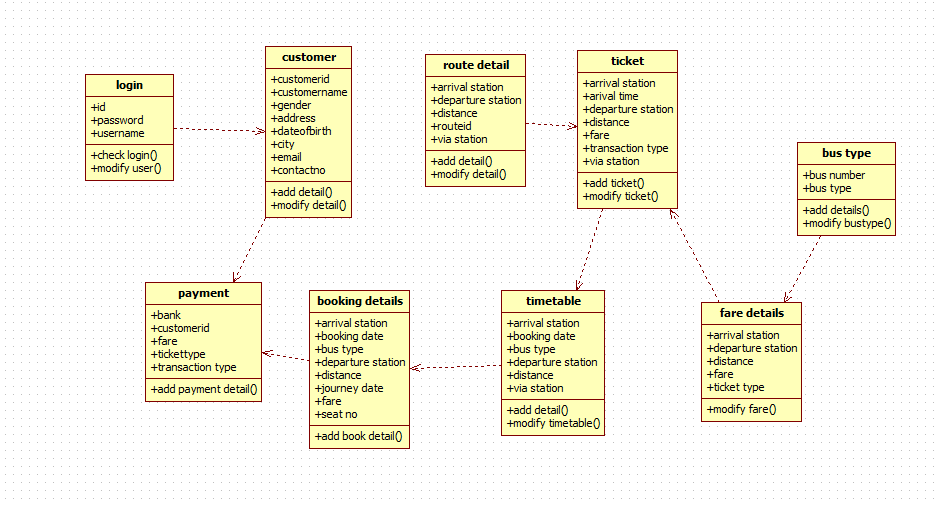 login
+id
+password
+username
+check login()
+modify user()
customer
+customerid
+customername
+gender
+address
+dateofbirth
+city
+email
+contactno
+add detail()
+modify detail()
route detail
+arrival station
+departure station
+distance
+routeid
+via station
+add detail()
+modify detail()
ticket
+arrival station
+arival time
+departure station
+distance
+fare
+transaction type
+via station
+add ticket()
+modify ticket()
bus type
+bus number
+bus type
+add details()
+modify bustype()
payment
+bank
+customerid
+fare
+tickettype
+transaction type
+add payment detail()
booking details
+arrival station
+booking date
+bus type
+departure station
+distance
+journey date
+fare
+seat no
+add book detail()
timetable
+arrival station
+booking date
+bus type
+departure station
+distance
+via station
+add detail()
+modify timetable()
fare details
+arrival station
+departure station
+distance
+fare
+ticket type
+modify fare()